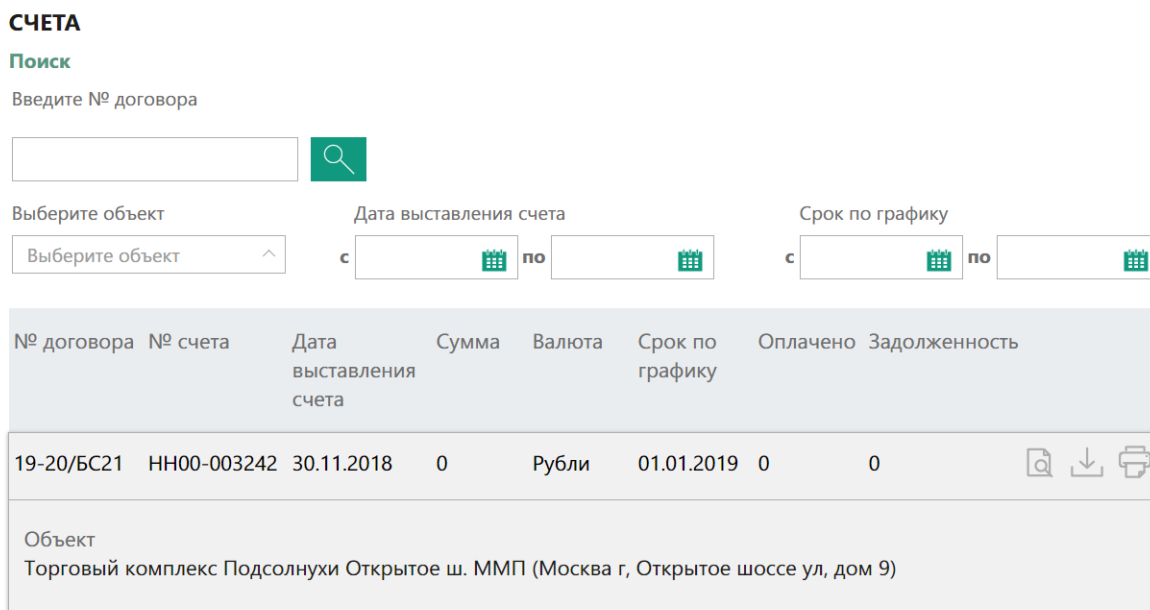 СЧЕТА
Поиск
Введите № договора
Выберите объект Дата выставления счета Срок по графику
Выберите объект с по с по
№ договора № счета Дата выставления счета Сумма Валюта Срок по графику Оплачено Задолженность
19-20/БС21 НН00-003242 30.11.2018 0 Рубли 01.01.2019 0 0
Объект
Торговый комплекс Подсолнухи Открытое ш. ММП (Москва г, Открытое шоссе ул, дом 9)